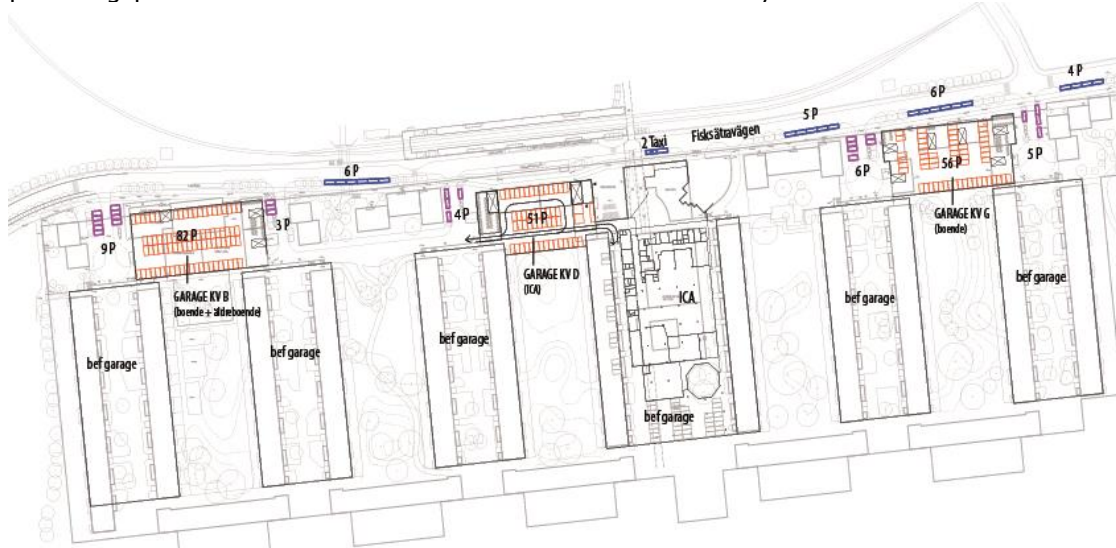 4 P
6 P
5 P
Fisksätravägen
2 Taxi
6 P
56 P
5 P
6 P
4 P
51 P
3 P
82 P
9 P
GARAGE KV G
(boende)
GARAGE KV D
(ICA)
GARAGE KV B
(boende + äldreboende)
ICA
bef garage
bef garage
bef garage
bef garage
bef garage
bef garage